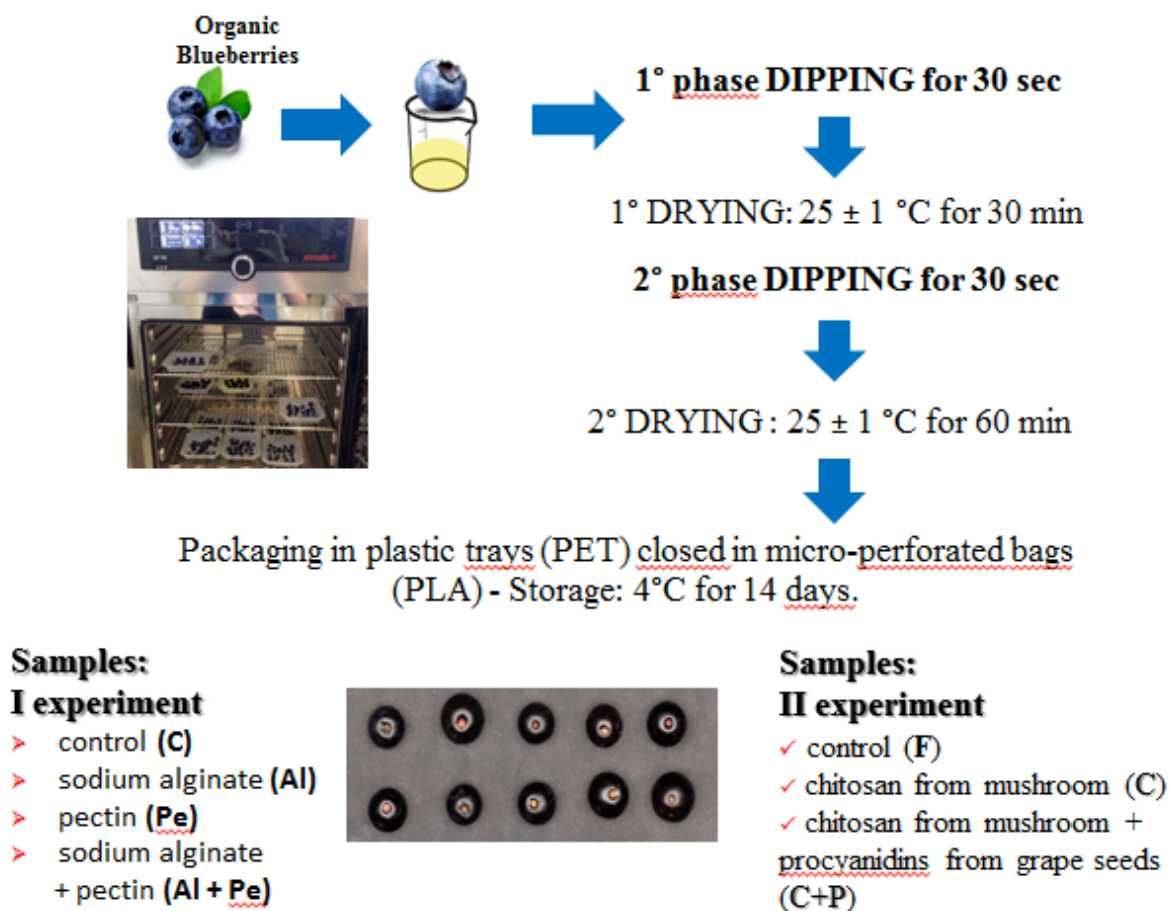 Organic
Blueberries
1° phase DIPPING for 30 sec
1° DRYING: 25 ± 1 °C for 30 min
2° phase DIPPING for 30 sec
2° DRYING : 25 ± 1 °C for 60 min
Packaging in plastic trays (PET) closed in micro-perforated bags
(PLA) - Storage: 4°C for 14 days.
Samples:
I experiment
control (C)
sodium alginate (Al)
pectin (Pe)
sodium alginate
+ pectin (Al + Pe)
Samples:
II experiment
control (F)
chitosan from mushroom (C)
chitosan from mushroom +
procyanidins from grape seeds
(C+P)